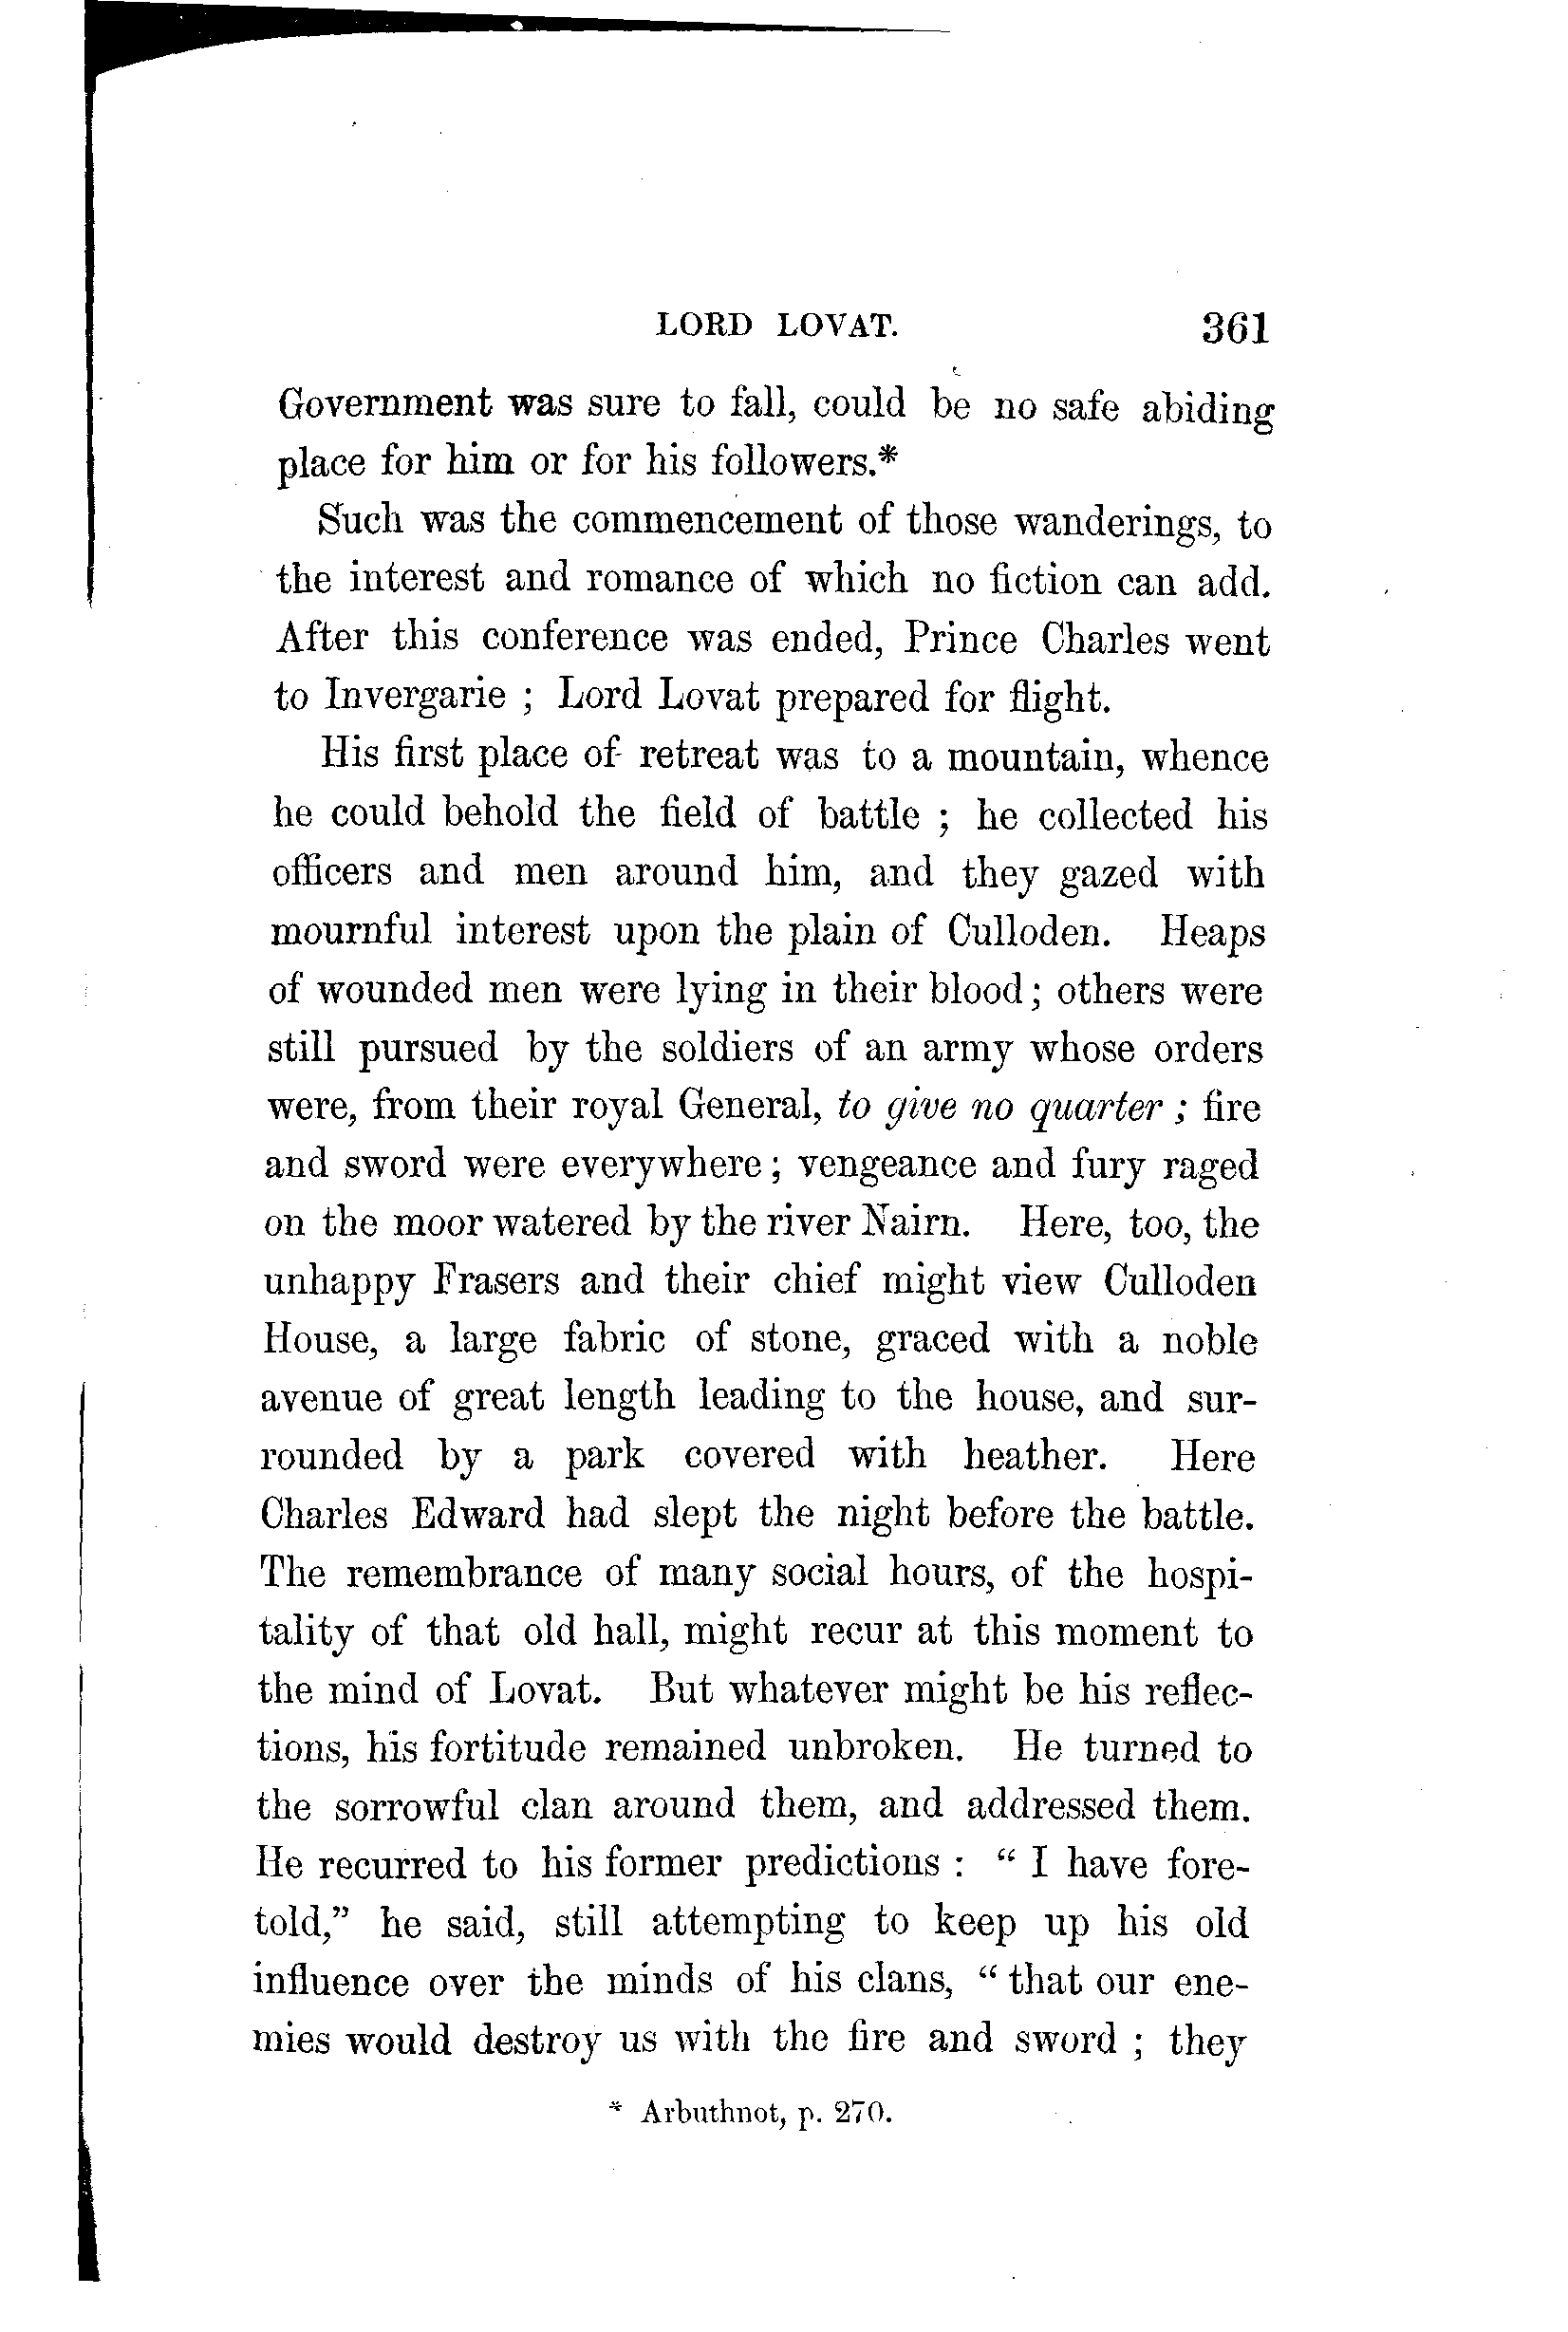 LORD LOVAT. 361
Government was sure to fall, could be no safe abiding
place for him or for his followers.*
Such was the commencement of those wanderings, to
the interest and romance of which no fiction can add.
After this conference was ended, Prince Charles went
to Invergarie ; Lord Lovat prepared for flight.
His first place of retreat was to a mountain, whence
he could behold the field of battle ; he collected his
officers and men around him, and they gazed with
mournful interest upon the plain of Culloden. Heaps
of wounded men were lying in their blood; others were
still pursued by the soldiers of an army whose orders
were, from their royal General, to give no quarter ; fire
and sword were everywhere; vengeance and fury raged
on the moor watered by the river Nairn. Here, too, the
unhappy Frasers and their chief might view Culloden
House, a large fabric of stone, graced with a noble
avenue of great length leading to the house, and sur-
rounded by a park covered with heather. Here
Charles Edward had slept the night before the battle.
The remembrance of many social hours, of the hospi-
tality of that old hall, might recur at this moment to
the mind of Lovat. But whatever might be his reflec-
tions, his fortitude remained unbroken. He turned to
the sorrowful clan around them, and addressed them.
He recurred to his former predictions : “ I have fore-
told,” he said, still attempting to keep up his old
influence over the minds of his clans, “ that our ene-
mies would destroy us with the fire and sword ; they
* Arbuthnot, p. 270.